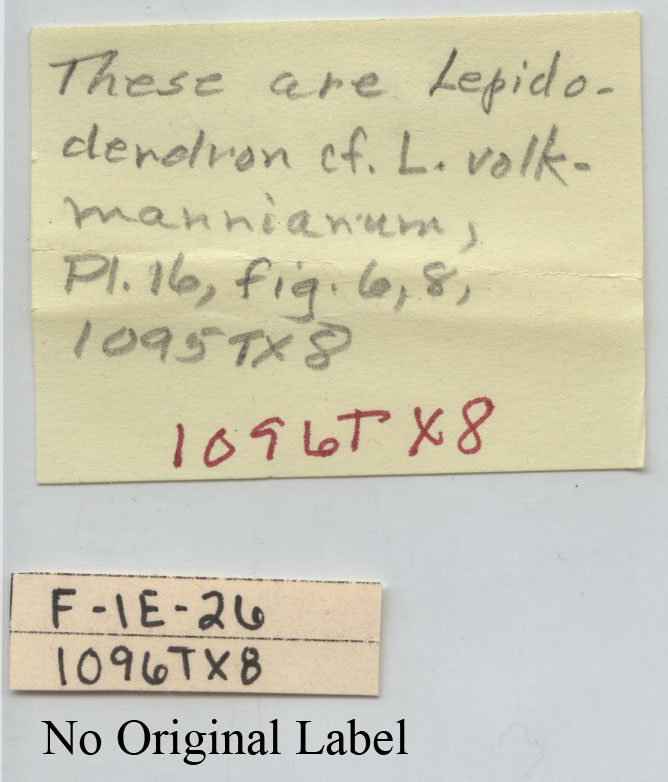 These are Lepido-
dendron cf. L. volk-
mannianum,
Pl. 16, fig. 6, 8,
1095TX8
1096TX8
F-1E-26
1096TX8
No Original Label